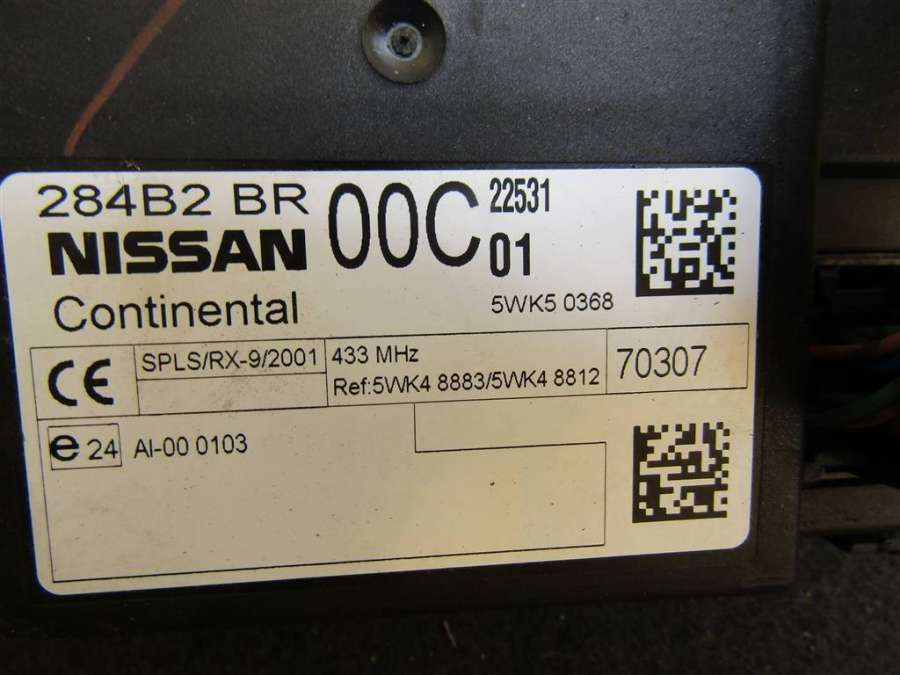 284B2 BR 00C 22531
NISSAN 01
Continental 5WK5 0368
CE SPLS/RX-9/2001 433 MHz 70307
Ref:5WK4 8883/5WK4 8812
e 24 AI-00 0103